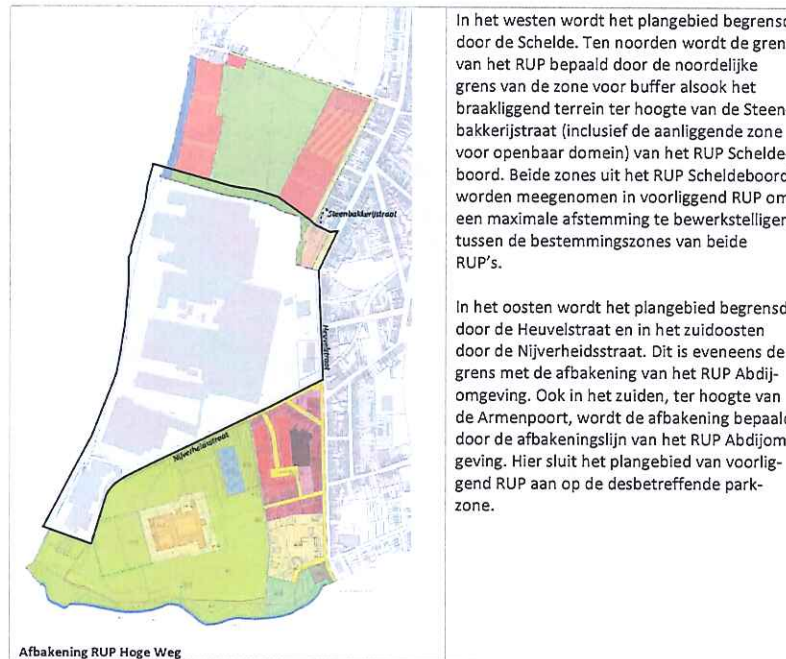 In het westen wordt het plangebied begrensd
door de Schelde. Ten noorden wordt de gren
van het RUP bepaald door de noordelijke
grens van de zone voor buffer alsook het
braakliggend terrein ter hoogte van de Steen
bakkerijstraat (inclusief de aanliggende zone
voor openbaar domein) van het RUP Schelde
boord. Beide zones uit het RUP Scheldeboord
worden meegenomen in voorliggend RUP om
een maximale afstemming te bewerkstelliger
tussen de bestemmingszones van beide
RUP's.
In het oosten wordt het plangebied begrensd
door de Heuvelstraat en in het zuidoosten
door de Nijverheidsstraat. Dit is eveneens de
grens met de afbakening van het RUP Abdij-
omgeving. Ook in het zuiden, ter hoogte van
de Armenpoort, wordt de afbakening bepaald
door de afbakeningslijn van het RUP Abdijom
geving. Hier sluit het plangebied van voorlig-
gend RUP aan op de desbetreffende park-
zone.
Steenbakkerijstraat
Heuvelstraat
Nijverheidsstraat
Afbakening RUP Hoge Weg